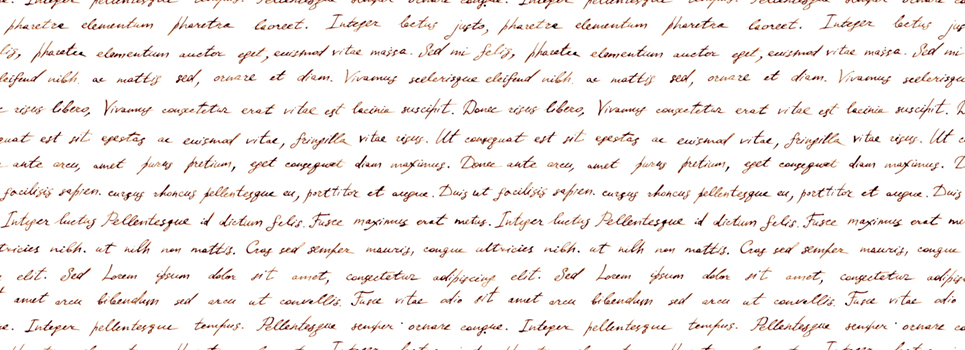 pharetra elementum pharetra laoreet. Integer lectus justo, pharetra elementum pharetra laoreet. Integer lectus
felis, pharetra elementum auctor eget, euismod vitae massa. Sed mi felis, pharetra elementum auctor eget, euismod vitae massa. Sed mi
eleifend nibh. ac mattis sed, ornare et diam. Vivamus scelerisque eleifend nibh. ac mattis sed, ornare et diam. Vivamus scelerisque
risus libero, Vivamus consectetur erat vitae est lacinia suscipit. Donec risus libero, Vivamus consectetur erat vitae est lacinia suscipit.
quat est sit egestas ac euismod vitae, fringilla vitae risus. Ut consequat est sit egestas ac euismod vitae, fringilla vitae risus. Ut
ante arcu, amet purus pretium, eget consequat diam maximus. Donec ante arcu, amet purus pretium, eget consequat diam maximus.
facilisis sapien. cursus rhoncus pellentesque eu, porttitor et augue. Duis ut facilisis sapien. cursus rhoncus pellentesque eu, porttitor et augue. Duis
Integer luctus Pellentesque id dictum felis. Fusce maximus erat metus. Integer luctus Pellentesque id dictum felis. Fusce maximus erat
tricies nibh. ut nibh non mattis. Cras sed semper mauris, congue ultricies nibh. ut nibh non mattis. Cras sed semper mauris, congue
elit. Sed Lorem ipsum dolor sit amet, consectetur adipiscing elit. Sed Lorem ipsum dolor sit amet, consectetur
amet arcu bibendum sed arcu ut convallis. Fusce vitae odio sit amet arcu bibendum sed arcu ut convallis. Fusce vitae odio
Integer pellentesque tempus. Pellentesque semper ornare congue. Integer pellentesque tempus. Pellentesque semper ornare